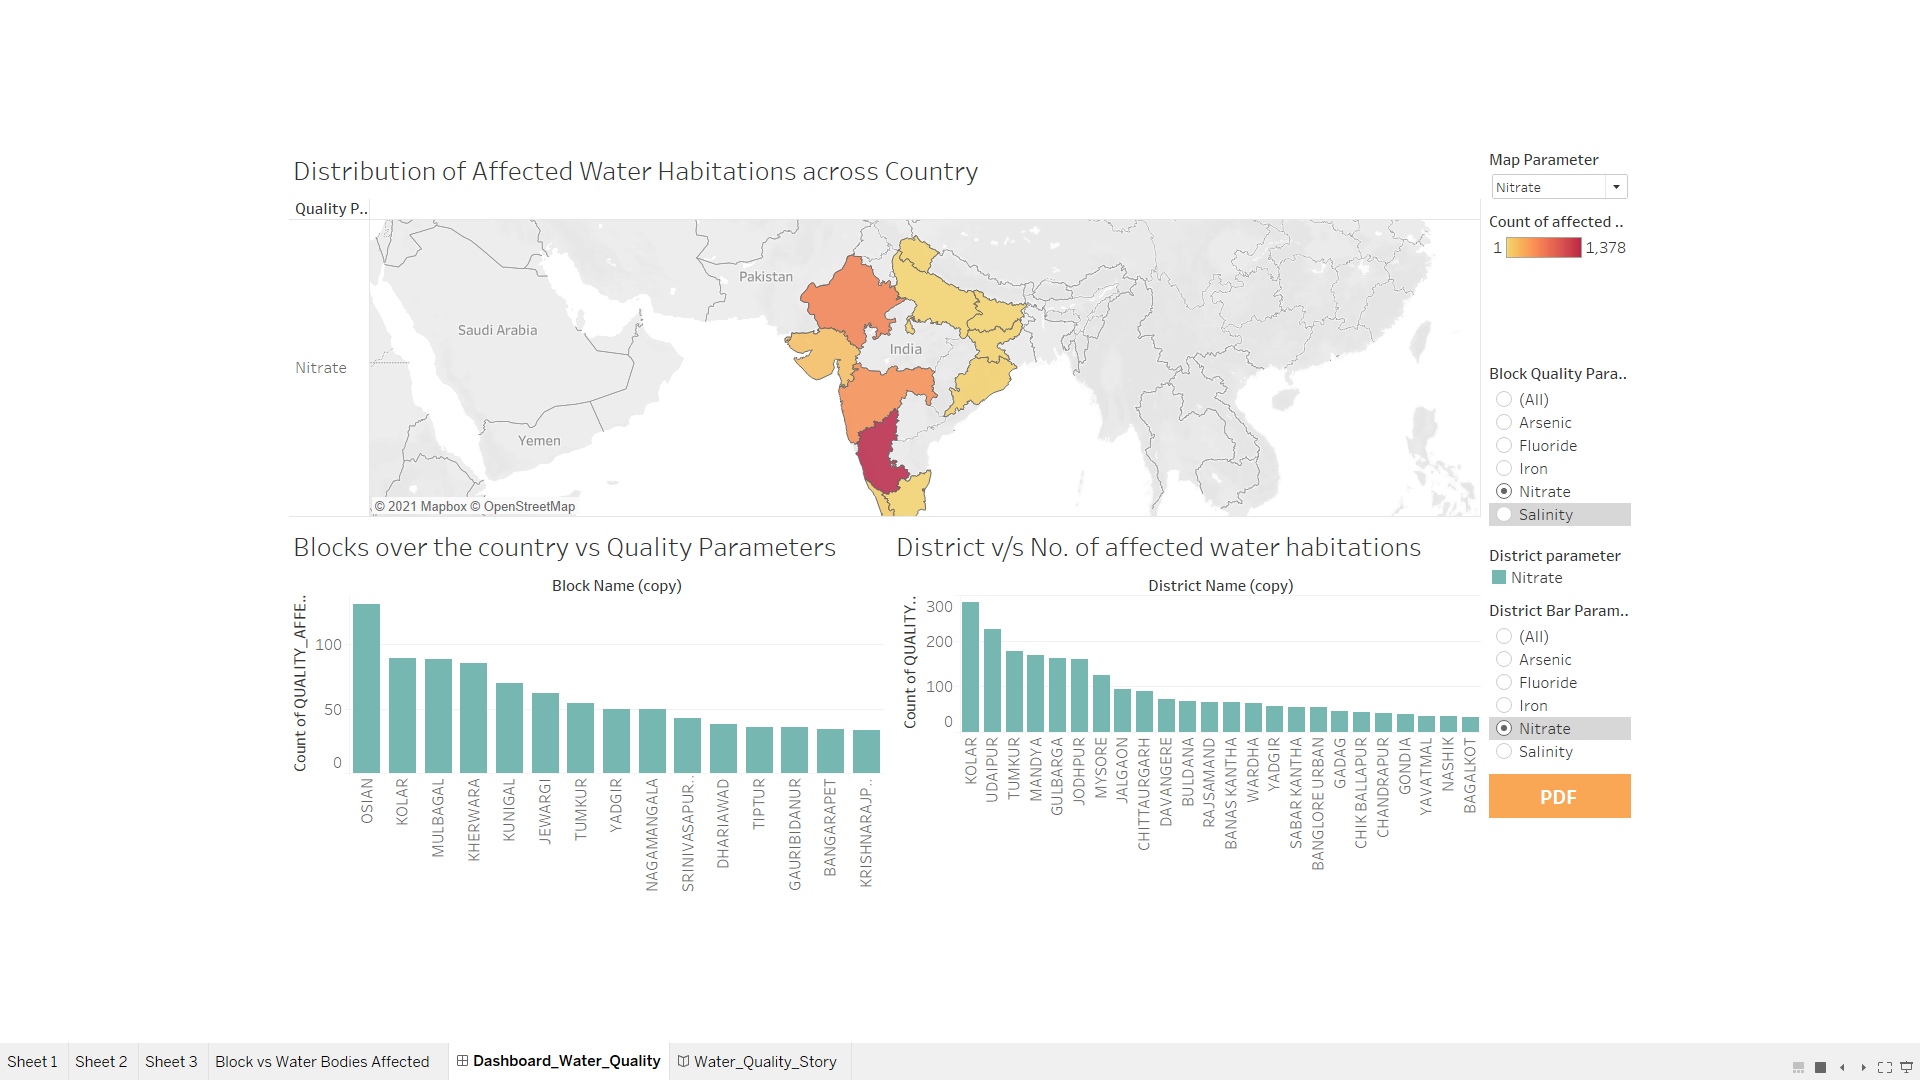 Distribution of Affected Water Habitations across Country
Quality P..
Nitrate
Pakistan
Saudi Arabia
India
Yemen
© 2021 Mapbox © OpenStreetMap
Map Parameter
Nitrate
Count of affected ..
1
1,378
Block Quality Para..
(All)
Arsenic
Fluoride
Iron
Nitrate
Salinity
District parameter
Nitrate
District Bar Param..
(All)
Arsenic
Fluoride
Iron
Nitrate
Salinity
PDF
Blocks over the country vs Quality Parameters
Block Name (copy)
Count of QUALITY_AFFE..
100
50
0
OSIAN
KOLAR
MULBAGAL
KHERWARA
KUNIGAL
JEWARGI
TUMKUR
YADGIR
NAGAMANGALA
SRINIVASAPUR..
DHARIAWAD
TIPTUR
GAURIBIDANUR
BANGARAPET
KRISHNARAJP..
District v/s No. of affected water habitations
District Name (copy)
Count of QUALITY..
300
200
100
0
KOLAR
UDAIPUR
TUMKUR
MANDYA
GULBARGA
JODHPUR
MYSORE
JALGAON
CHITTAURGARH
DAVANGERE
BULDANA
RAJSAMAND
BANAS KANTHA
WARDHA
YADGIR
SABAR KANTHA
BANGLORE URBAN
GADAG
CHIK BALLAPUR
CHANDRAPUR
GONDIA
YAVATMAL
NASHIK
BAGALKOT
Sheet 1
Sheet 2
Sheet 3
Block vs Water Bodies Affected
Dashboard_Water_Quality
Water_Quality_Story